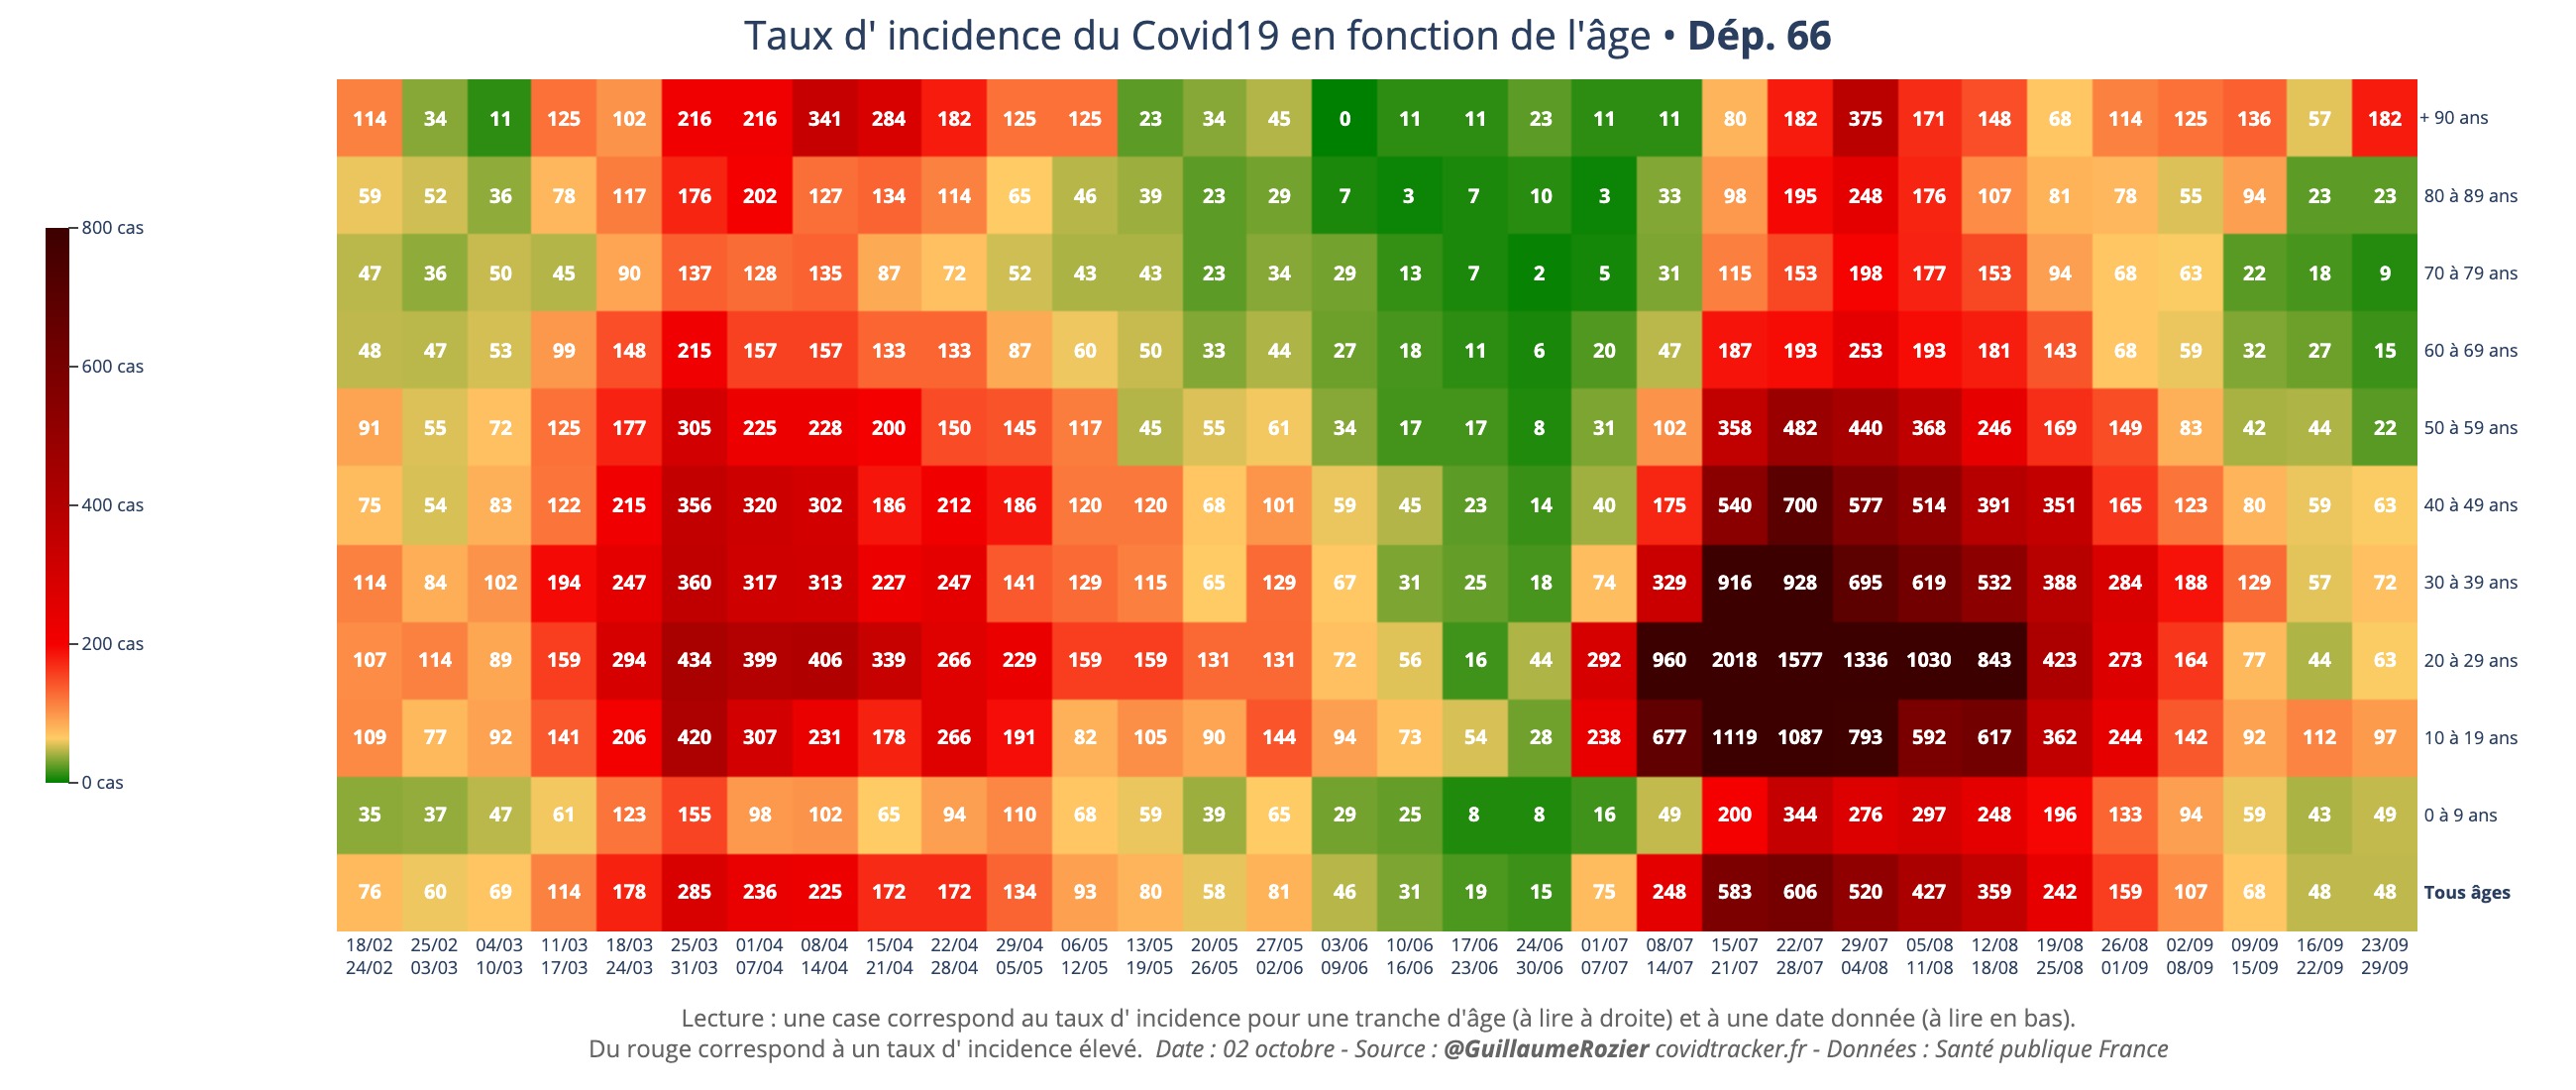 Taux d' incidence du Covid19 en fonction de l'âge • Dép. 66
800 cas
600 cas
400 cas
200 cas
0 cas
114 34 11 125 102 216 216 341 284 182 125 125 23 34 45 0 11 11 23 11 11 80 182 375 171 148 68 114 125 136 57 182 + 90 ans
59 52 36 78 117 176 202 127 134 114 65 46 39 23 29 7 3 7 10 3 33 98 195 248 176 107 81 78 55 94 23 23 80 à 89 ans
47 36 50 45 90 137 128 135 87 72 52 43 43 23 34 29 13 7 2 5 31 115 153 198 177 153 94 68 63 22 18 9 70 à 79 ans
48 47 53 99 148 215 157 157 133 133 87 60 50 33 44 27 18 11 6 20 47 187 193 253 193 181 143 68 59 32 27 15 60 à 69 ans
91 55 72 125 177 305 225 228 200 150 145 117 45 55 61 34 17 17 8 31 102 358 482 440 368 246 169 149 83 42 44 22 50 à 59 ans
75 54 83 122 215 356 320 302 186 212 186 120 120 68 101 59 45 23 14 40 175 540 700 577 514 391 351 165 123 80 59 63 40 à 49 ans
114 84 102 194 247 360 317 313 227 247 141 129 115 65 129 67 31 25 18 74 329 916 928 695 619 532 388 284 188 129 57 72 30 à 39 ans
107 114 89 159 294 434 399 406 339 266 229 159 159 131 131 72 56 16 44 292 960 2018 1577 1336 1030 843 423 273 164 77 44 63 20 à 29 ans
109 77 92 141 206 420 307 231 178 266 191 82 105 90 144 94 73 54 28 238 677 1119 1087 793 592 617 362 244 142 92 112 97 10 à 19 ans
35 37 47 61 123 155 98 102 65 94 110 68 59 39 65 29 25 8 8 16 49 200 344 276 297 248 196 133 94 59 43 49 0 à 9 ans
76 60 69 114 178 285 236 225 172 172 134 93 80 58 81 46 31 19 15 75 248 583 606 520 427 359 242 159 107 68 48 48 Tous âges
18/02 25/02 04/03 11/03 18/03 25/03 01/04 08/04 15/04 22/04 29/04 06/05 13/05 20/05 27/05 03/06 10/06 17/06 24/06 01/07 08/07 15/07 22/07 29/07 05/08 12/08 19/08 26/08 02/09 09/09 16/09 23/09
24/02 03/03 10/03 17/03 24/03 31/03 07/04 14/04 21/04 28/04 05/05 12/05 19/05 26/05 02/06 09/06 16/06 23/06 30/06 07/07 14/07 21/07 28/07 04/08 11/08 18/08 25/08 01/09 08/09 15/09 22/09 29/09
Lecture : une case correspond au taux d' incidence pour une tranche d'âge (à lire à droite) et à une date donnée (à lire en bas).
Du rouge correspond à un taux d' incidence élevé. Date : 02 octobre - Source : @GuillaumeRozier covidtracker.fr - Données : Santé publique France